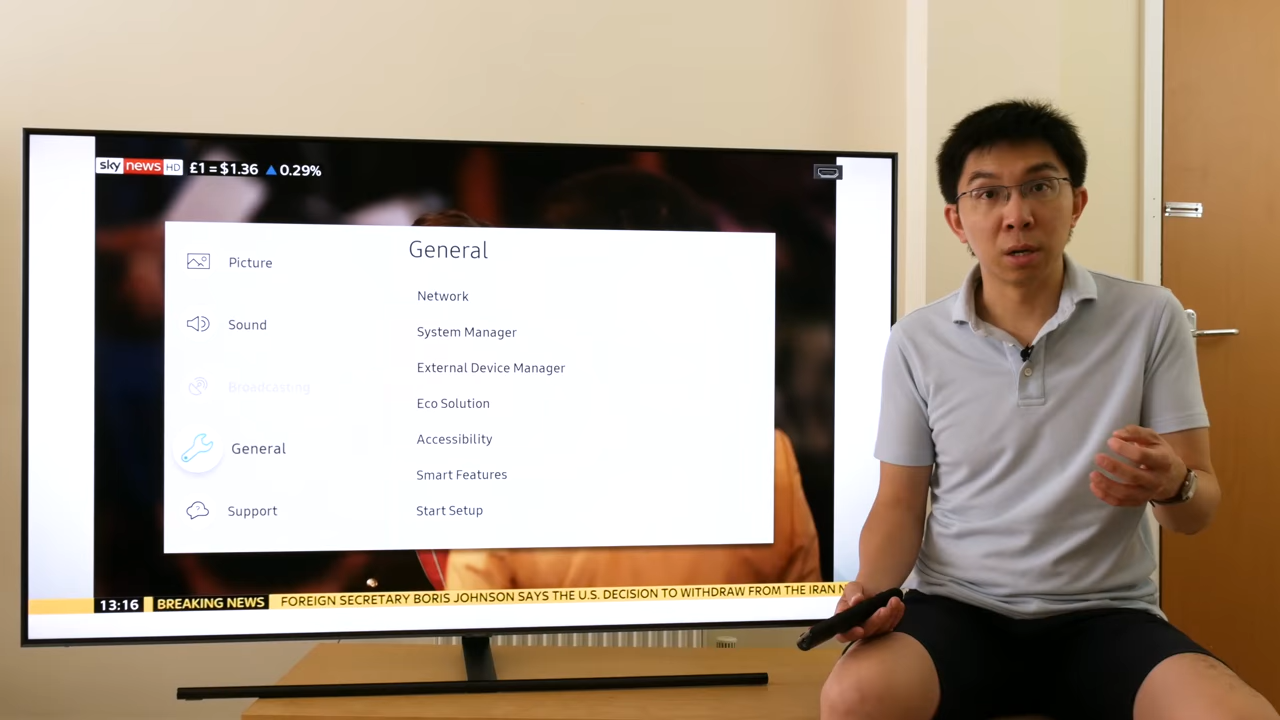 sky news HD £1 = $1.36 ▲ 0.29%
General
Picture
Sound
Broadcasting
General
Support
Network
System Manager
External Device Manager
Eco Solution
Accessibility
Smart Features
Start Setup
13:16 BREAKING NEWS FOREIGN SECRETARY BORIS JOHNSON SAYS THE U.S. DECISION TO WITHDRAW FROM THE IRAN